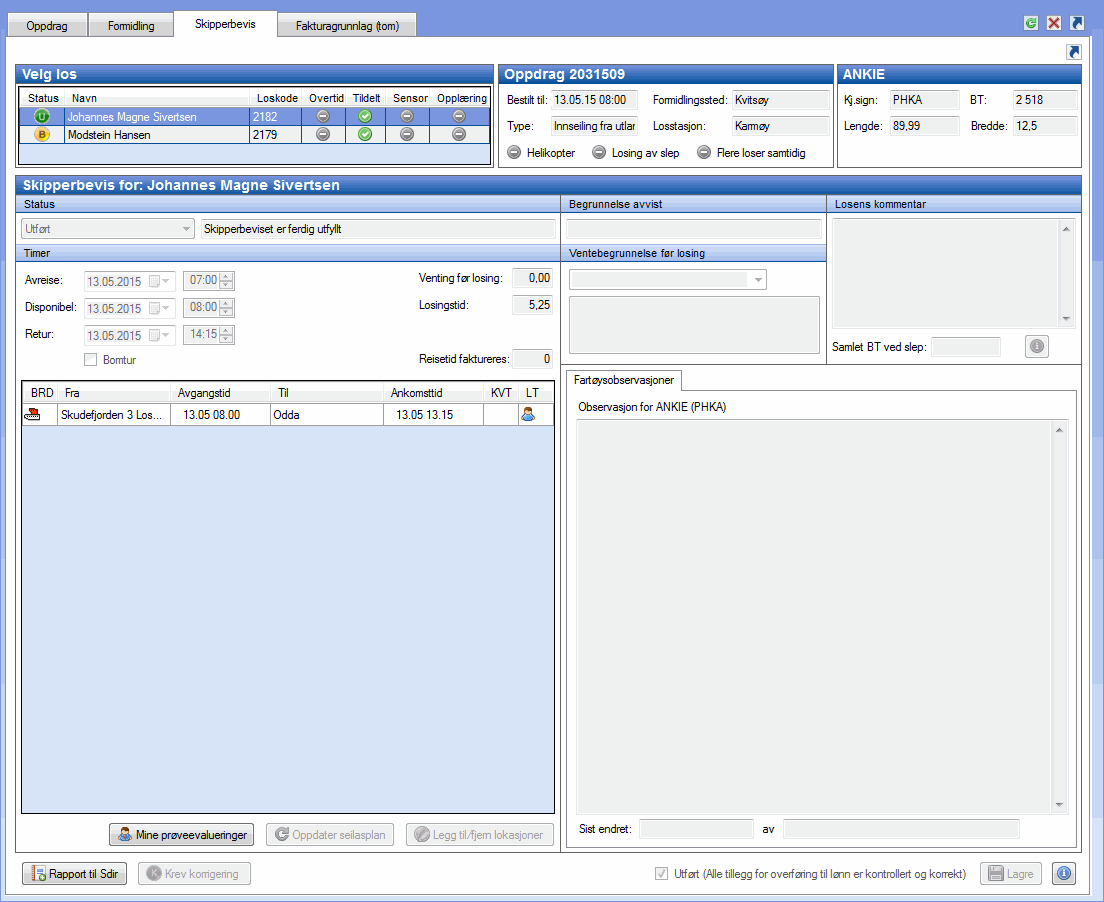 Oppdrag
Formidling
Skipperbevis
Fakturagrunnlag (tom)
Velg los
Status Navn Loskode Overtid Tildelt Sensor Opplæring
U Johannes Magne Sivertsen 2182
B Modstein Hansen 2179
Oppdrag 2031509
Bestilt til: 13.05.15 08:00 Formidlingssted: Kvitsøy
Type: Innseiling fra utlar Losstasjon: Karmøy
Helikopter Losing av slep Flere loser samtidig
ANKIE
Kj.sign: PHKA BT: 2 518
Lengde: 89,99 Bredde: 12,5
Skipperbevis for: Johannes Magne Sivertsen
Status
Utført Skipperbeviset er ferdig utfyllt
Timer
Avreise: 13.05.2015 07:00 Venting før losing: 0,00
Disponibel: 13.05.2015 08:00 Losingstid: 5,25
Retur: 13.05.2015 14:15
Bomtur Reisetid faktureres: 0
BRD Fra Avgangstid Til Ankomsttid KVT LT
Skudefjorden 3 Los... 13.05 08.00 Odda 13.05 13.15
Mine prøveevalueringer Oppdater seilasplan Legg til/fjern lokasjoner
Begrunnelse avvist
Ventebegrunnelse før losing
Losens kommentar
Samlet BT ved slep:
Fartøysobservasjoner
Observasjon for ANKIE (PHKA)
Sist endret: av
Rapport til Sdir K Krev korrigering Utført (Alle tillegg for overføring til lønn er kontrollert og korrekt) Lagre